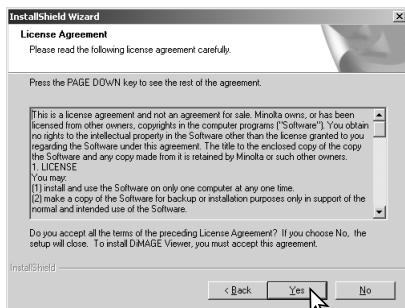 InstallShield Wizard
License Agreement
Please read the following license agreement carefully.
Press the PAGE DOWN key to see the rest of the agreement.
This is a license agreement and not an agreement for sale. Minolta owns, or has been
licensed from other owners, copyrights in the computer programs ("Software"). You obtain
no rights to the intellectual property in the Software other than the license granted to you
regarding the Software under this agreement. The title to the enclosed copy of the copy
the Software and any copy made from it is retained by Minolta or such other owners.
1. LICENSE
You may:
(1) install and use the Software on only one computer at any one time.
(2) make a copy of the Software for backup or installation purposes only in support of the
normal and intended use of the Software.
Do you accept all the terms of the preceding License Agreement? If you choose No, the
setup will close. To install DiMAGE Viewer, you must accept this agreement.
InstallShield
< Back Yes No